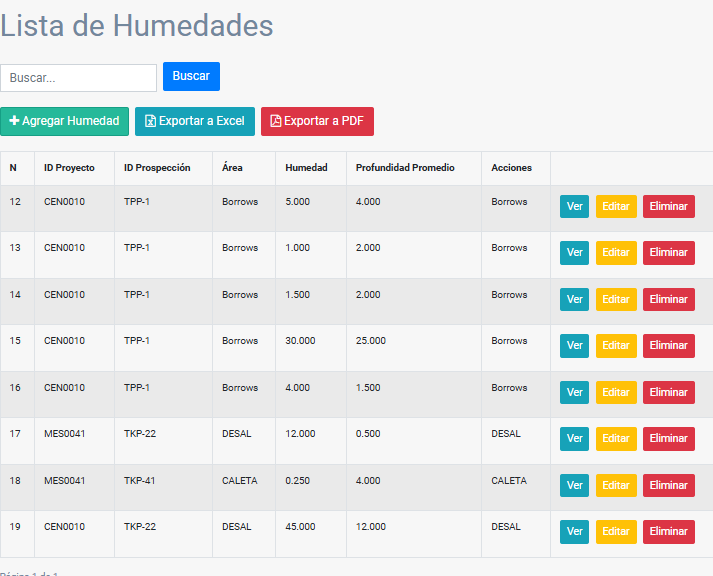 Lista de Humedades
Buscar... Buscar
Agregar Humedad Exportar a Excel Exportar a PDF
N ID Proyecto ID Prospección Área Humedad Profundidad Promedio Acciones
12 CEN0010 TPP-1 Borrows 5.000 4.000 Borrows Ver Editar Eliminar
13 CEN0010 TPP-1 Borrows 1.000 2.000 Borrows Ver Editar Eliminar
14 CEN0010 TPP-1 Borrows 1.500 2.000 Borrows Ver Editar Eliminar
15 CEN0010 TPP-1 Borrows 30.000 25.000 Borrows Ver Editar Eliminar
16 CEN0010 TPP-1 Borrows 4.000 1.500 Borrows Ver Editar Eliminar
17 MES0041 TKP-22 DESAL 12.000 0.500 DESAL Ver Editar Eliminar
18 MES0041 TKP-41 CALETA 0.250 4.000 CALETA Ver Editar Eliminar
19 CEN0010 TKP-22 DESAL 45.000 12.000 DESAL Ver Editar Eliminar
Página 1 de 1